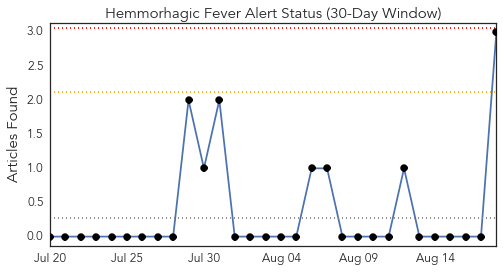 Hemmorhagic Fever Alert Status (30-Day Window)
Articles Found
3.0
2.5
2.0
1.5
1.0
0.5
0.0
Jul 20 Jul 25 Jul 30 Aug 04 Aug 09 Aug 14